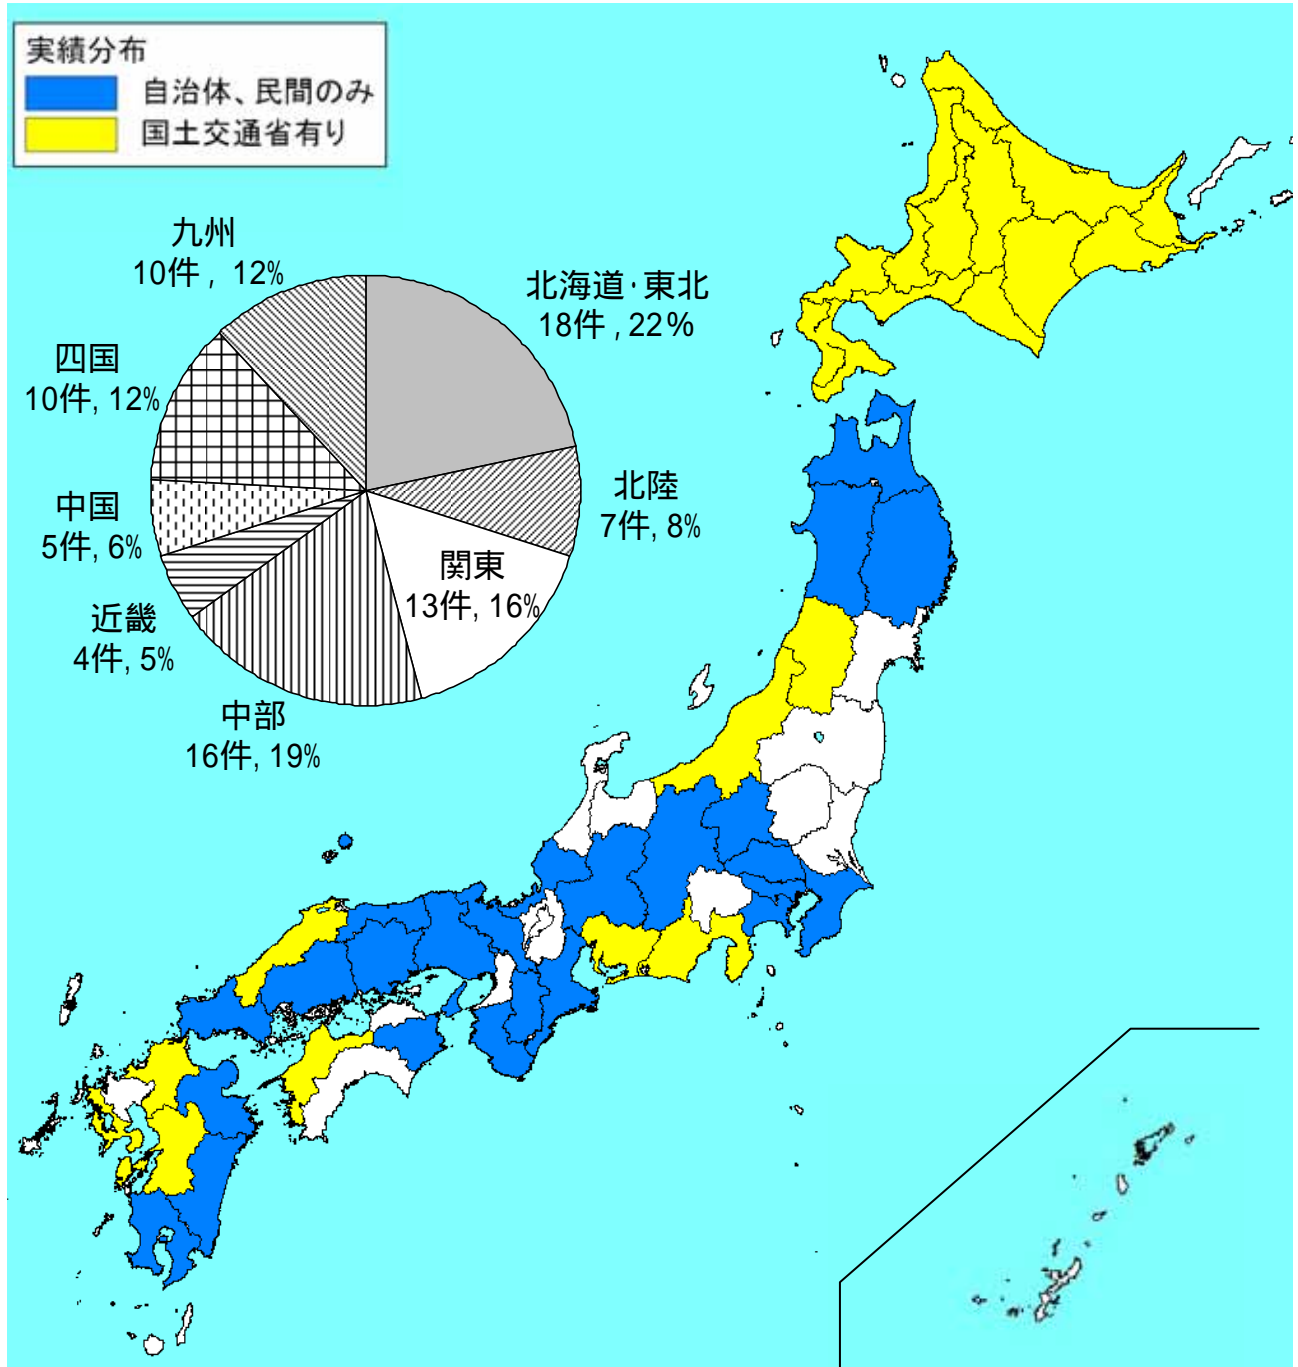 実績分布
自治体、民間のみ
国土交通省有り
九州
10件, 12%
北海道・東北
18件, 22%
四国
10件, 12%
北陸
7件, 8%
中国
5件, 6%
関東
13件, 16%
近畿
4件, 5%
中部
16件, 19%